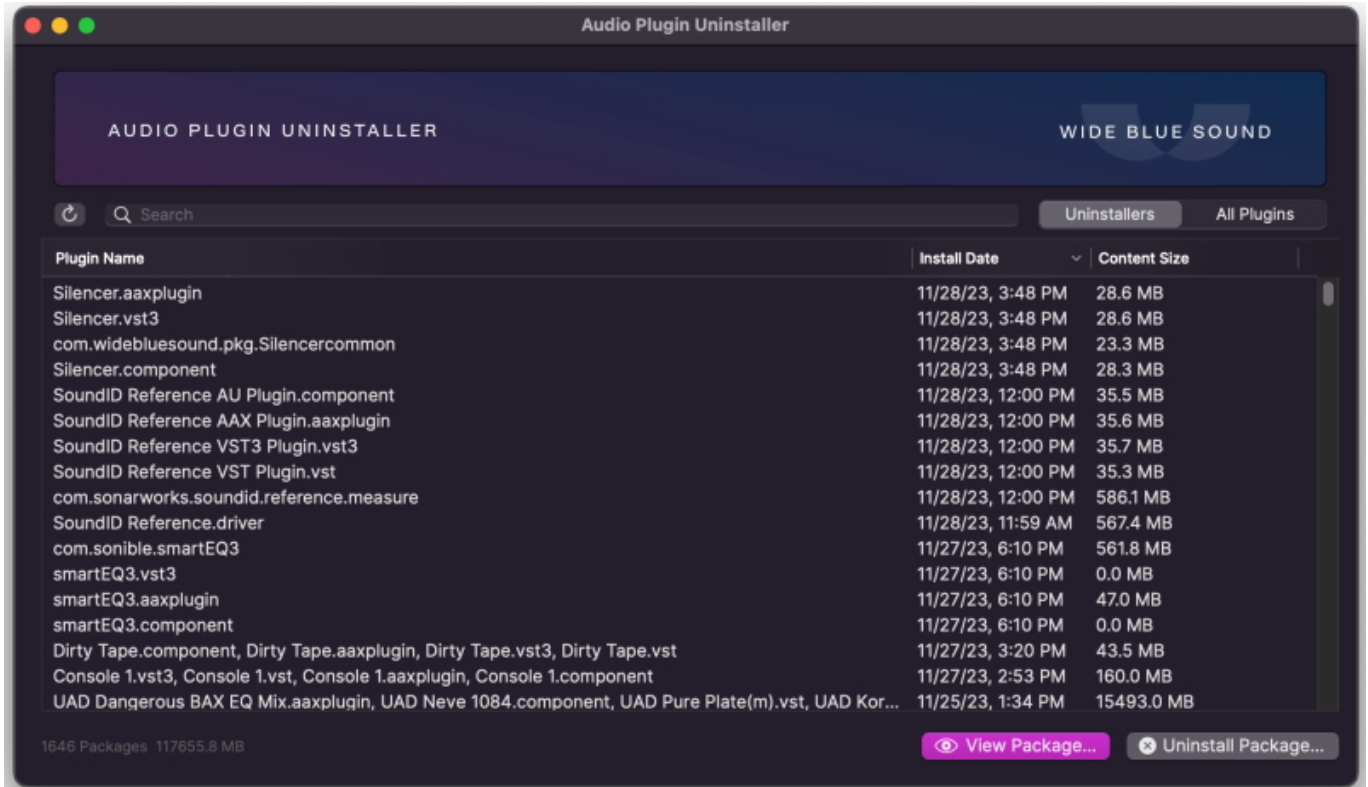 Audio Plugin Uninstaller
AUDIO PLUGIN UNINSTALLER WIDE BLUE SOUND
Search Uninstallers All Plugins
Plugin Name Install Date Content Size
Silencer.aaxplugin 11/28/23, 3:48 PM 28.6 MB
Silencer.vst3 11/28/23, 3:48 PM 28.6 MB
com.widebluesound.pkg.Silencercommon 11/28/23, 3:48 PM 23.3 MB
Silencer.component 11/28/23, 3:48 PM 28.3 MB
SoundID Reference AU Plugin.component 11/28/23, 12:00 PM 35.5 MB
SoundID Reference AAX Plugin.aaxplugin 11/28/23, 12:00 PM 35.6 MB
SoundID Reference VST3 Plugin.vst3 11/28/23, 12:00 PM 35.7 MB
SoundID Reference VST Plugin.vst 11/28/23, 12:00 PM 35.3 MB
com.sonarworks.soundid.reference.measure 11/28/23, 12:00 PM 586.1 MB
SoundID Reference.driver 11/28/23, 11:59 AM 567.4 MB
com.sonible.smartEQ3 11/27/23, 6:10 PM 561.8 MB
smartEQ3.vst3 11/27/23, 6:10 PM 0.0 MB
smartEQ3.aaxplugin 11/27/23, 6:10 PM 47.0 MB
smartEQ3.component 11/27/23, 6:10 PM 0.0 MB
Dirty Tape.component, Dirty Tape.aaxplugin, Dirty Tape.vst3, Dirty Tape.vst 11/27/23, 3:20 PM 43.5 MB
Console 1.vst3, Console 1.vst, Console 1.aaxplugin, Console 1.component 11/27/23, 2:53 PM 160.0 MB
UAD Dangerous BAX EQ Mix.aaxplugin, UAD Neve 1084.component, UAD Pure Plate(m).vst, UAD Kor... 11/25/23, 1:34 PM 15493.0 MB
1646 Packages 117655.8 MB View Package... Uninstall Package...